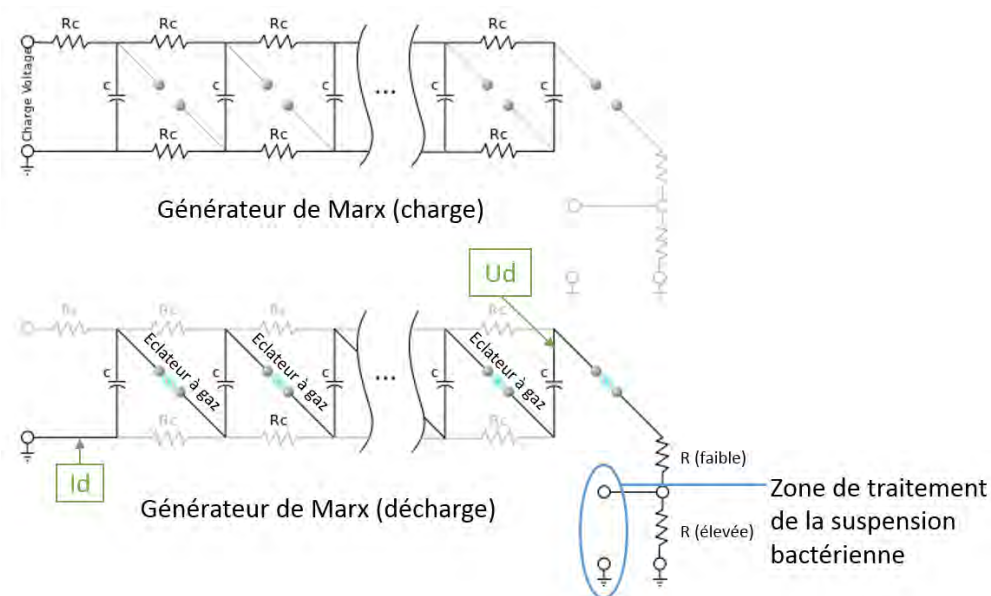 Rc
Rc
Rc
Rc
Charge Voltage
c
c
c
c
c
...
Rc
Rc
Rc
Générateur de Marx (charge)
Ud
Rc
Rc
Rc
Rc
Eclateur à gaz
Eclateur à gaz
Eclateur à gaz
c
c
c
c
c
...
Rc
Rc
Rc
R (faible)
Id
Générateur de Marx (décharge)
R (élevée)
Zone de traitement
de la suspension
bactérienne